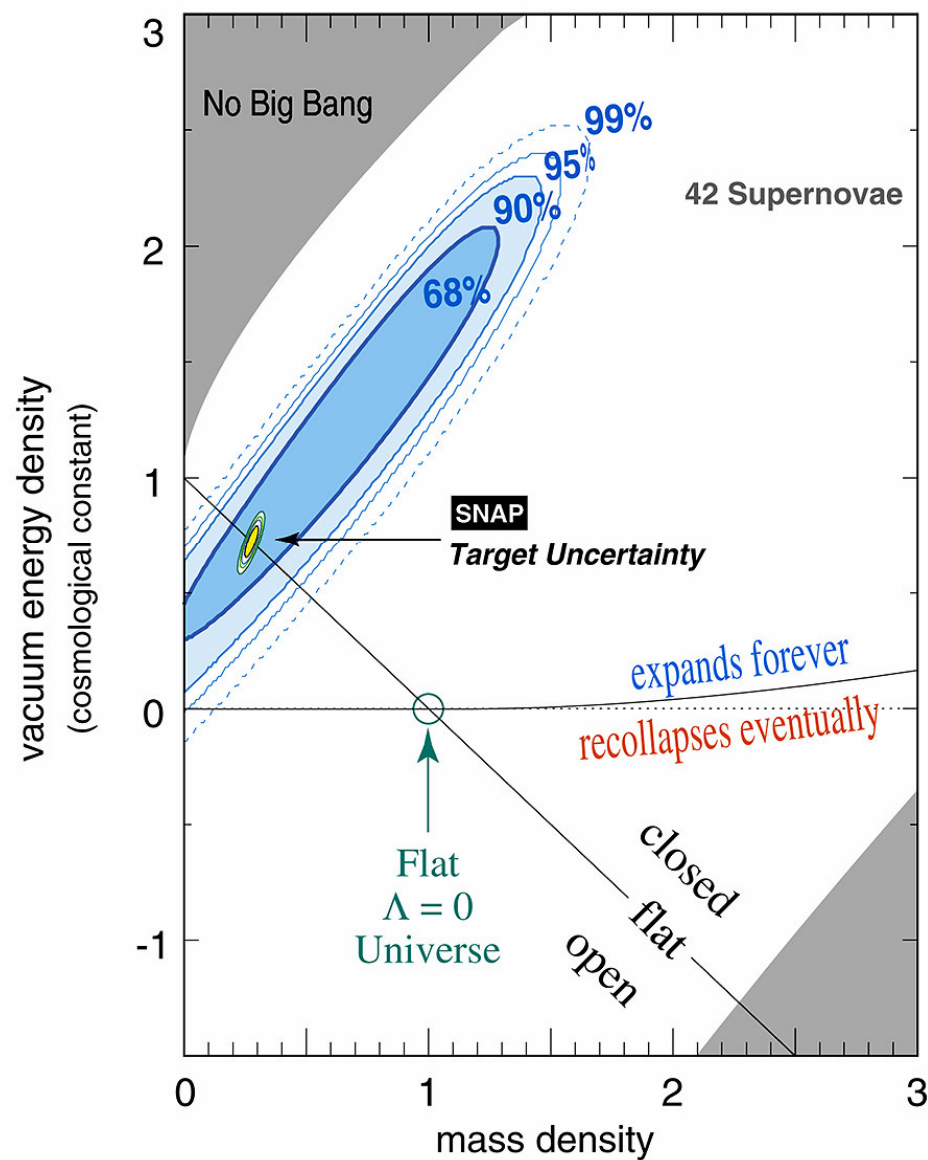 3
No Big Bang
99%
95%
90%
42 Supernovae
2
68%
vacuum energy density
(cosmological constant)
1
SNAP
Target Uncertainty
expands forever
0
recollapses eventually
Flat
Λ = 0
Universe
closed
flat
open
-1
0
1
2
3
mass density